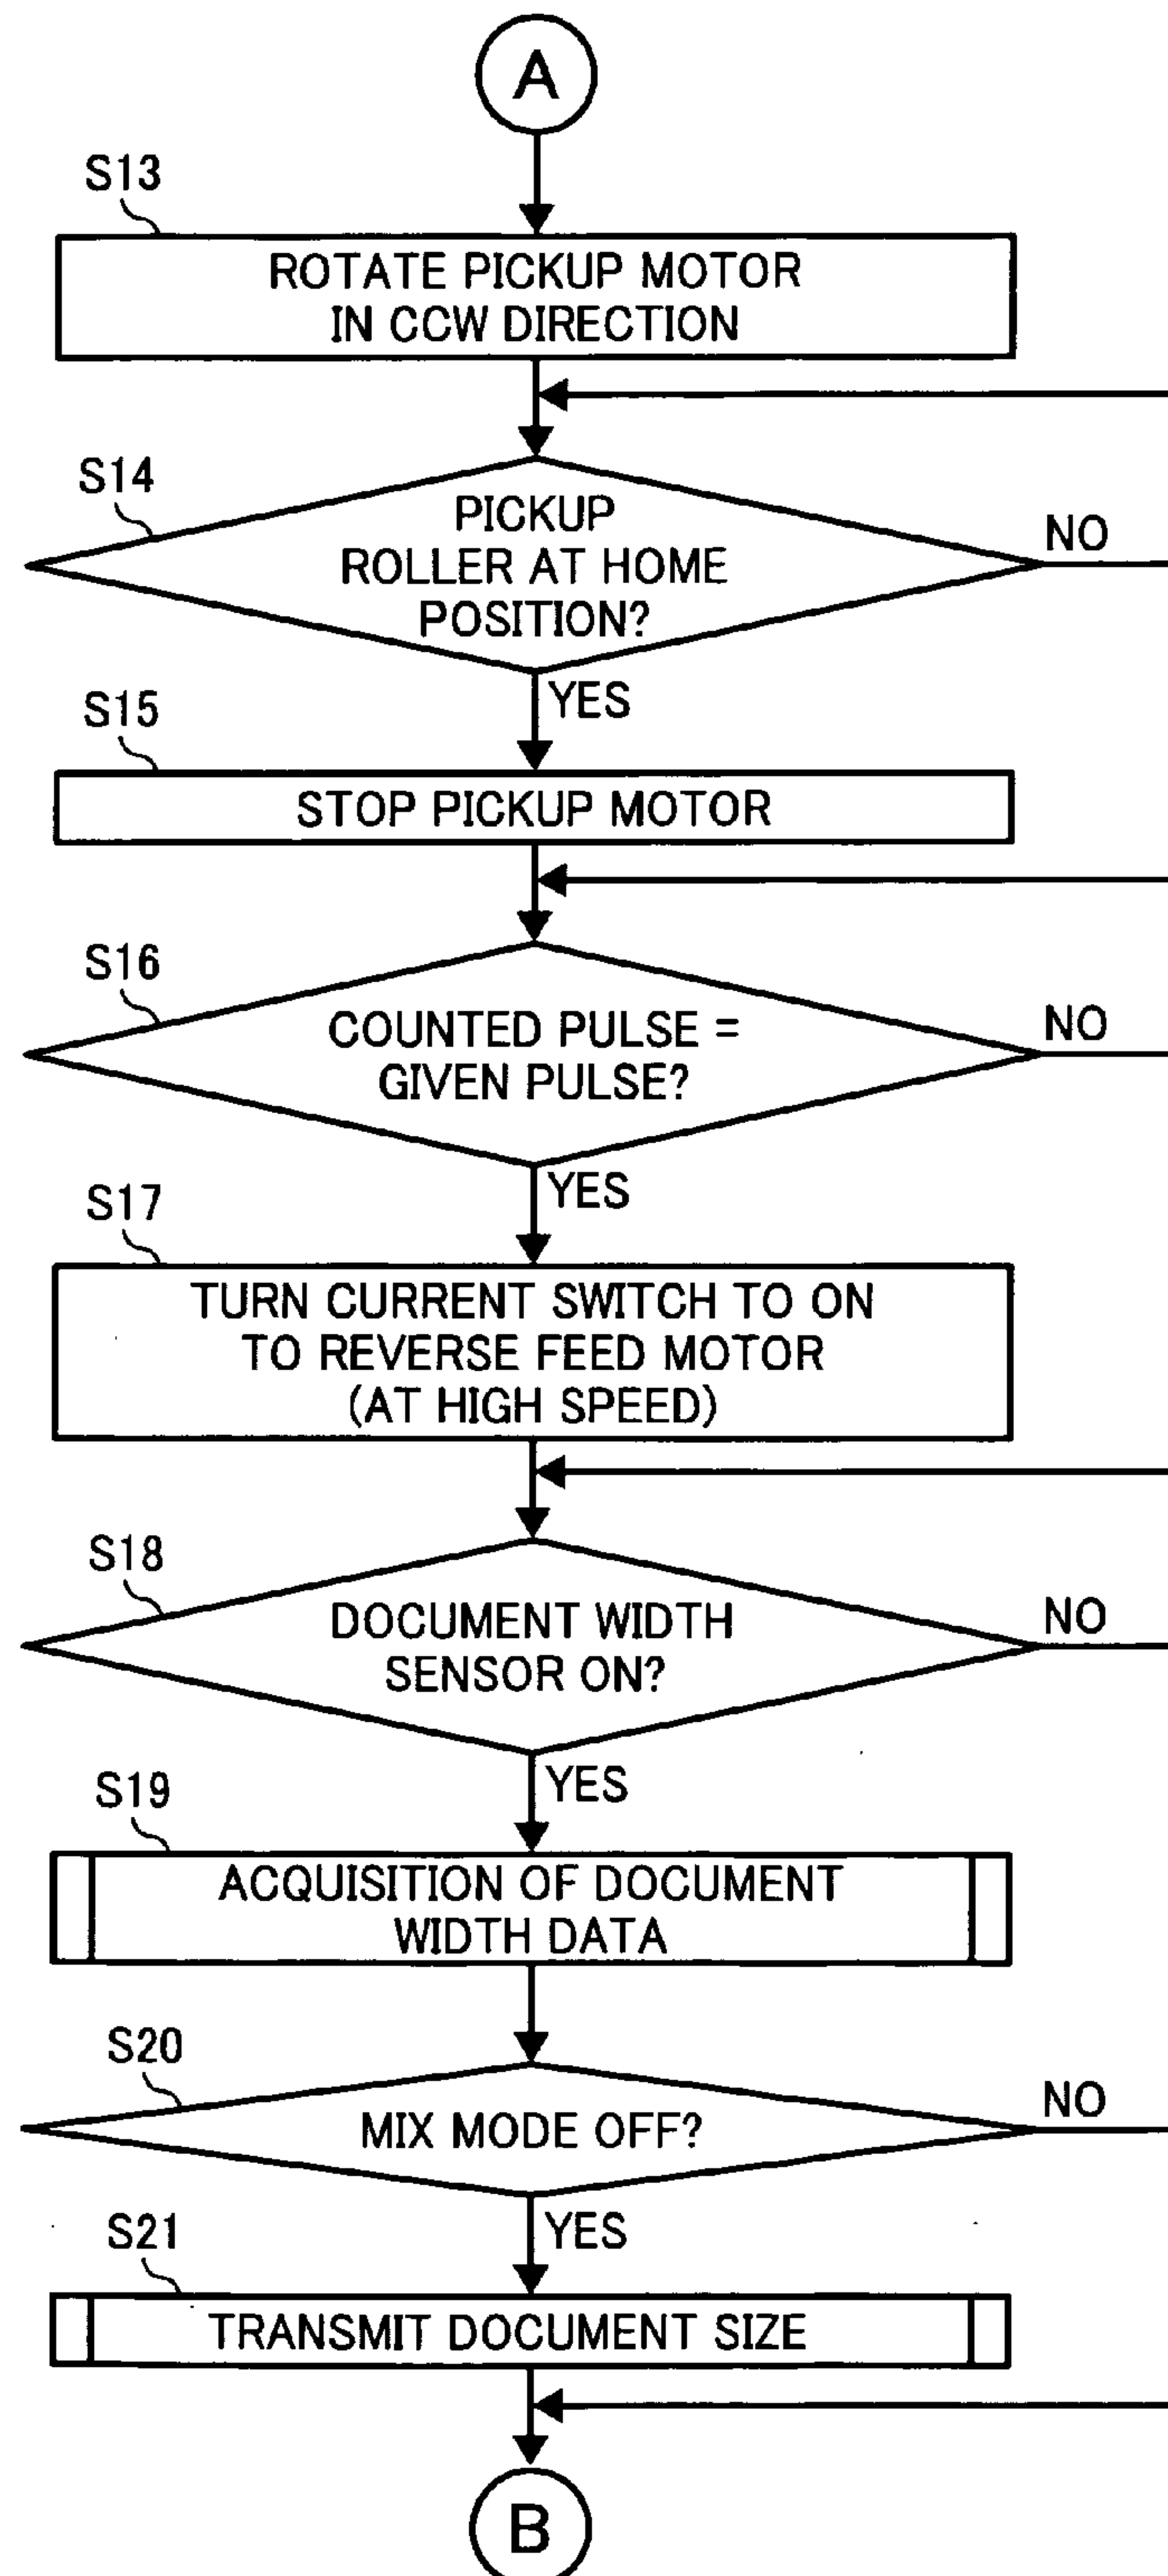 A
S13
ROTATE PICKUP MOTOR
IN CCW DIRECTION
S14
PICKUP
ROLLER AT HOME
POSITION?
NO
YES
S15
STOP PICKUP MOTOR
S16
COUNTED PULSE =
GIVEN PULSE?
NO
YES
S17
TURN CURRENT SWITCH TO ON
TO REVERSE FEED MOTOR
(AT HIGH SPEED)
S18
DOCUMENT WIDTH
SENSOR ON?
NO
YES
S19
ACQUISITION OF DOCUMENT
WIDTH DATA
S20
MIX MODE OFF?
NO
YES
S21
TRANSMIT DOCUMENT SIZE
B